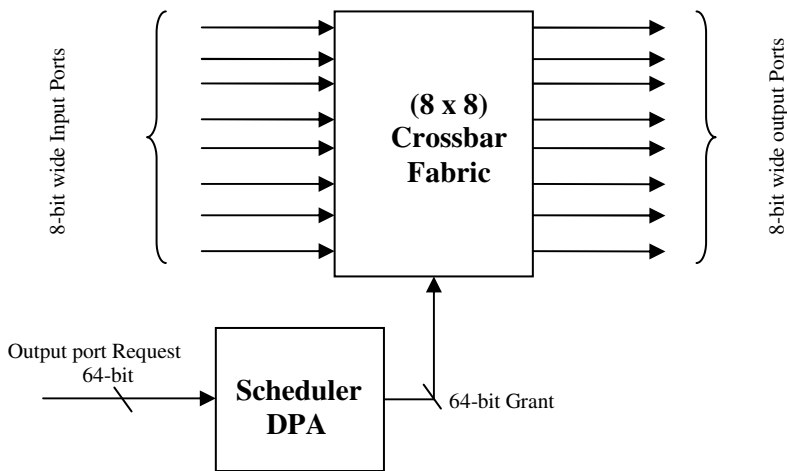 8-bit wide Input Ports
(8 x 8)
Crossbar
Fabric
8-bit wide output Ports
Output port Request
64-bit
Scheduler
DPA
64-bit Grant